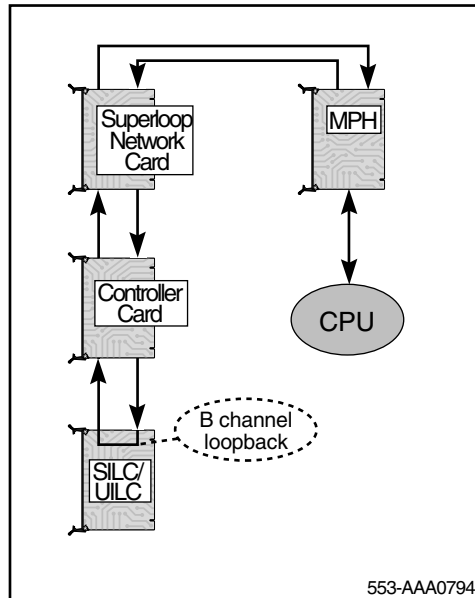 Superloop
Network
Card
MPH
Controller
Card
CPU
B channel
loopback
SILC/
UILC
553-AAA0794